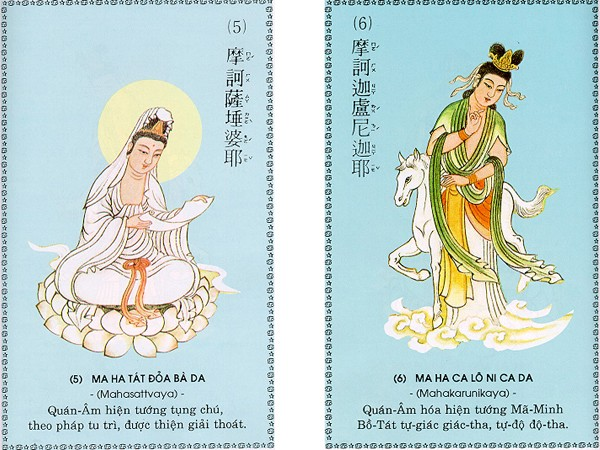 (5)
摩訶薩埵婆耶
(5) MA HA TÁT ĐỎA BÀ DA
- (Mahasattvaya) -
Quán-Âm hiện tướng tụng chú,
theo pháp tu trì, được thiện giải thoát.
(6)
摩訶迦盧尼迦耶
(6) MA HA CA LÔ NI CA DA
- (Mahakarunikaya) -
Quán-Âm hóa hiện tướng Mã-Minh
Bồ-Tát tự-giác giác-tha, tự-độ độ-tha.